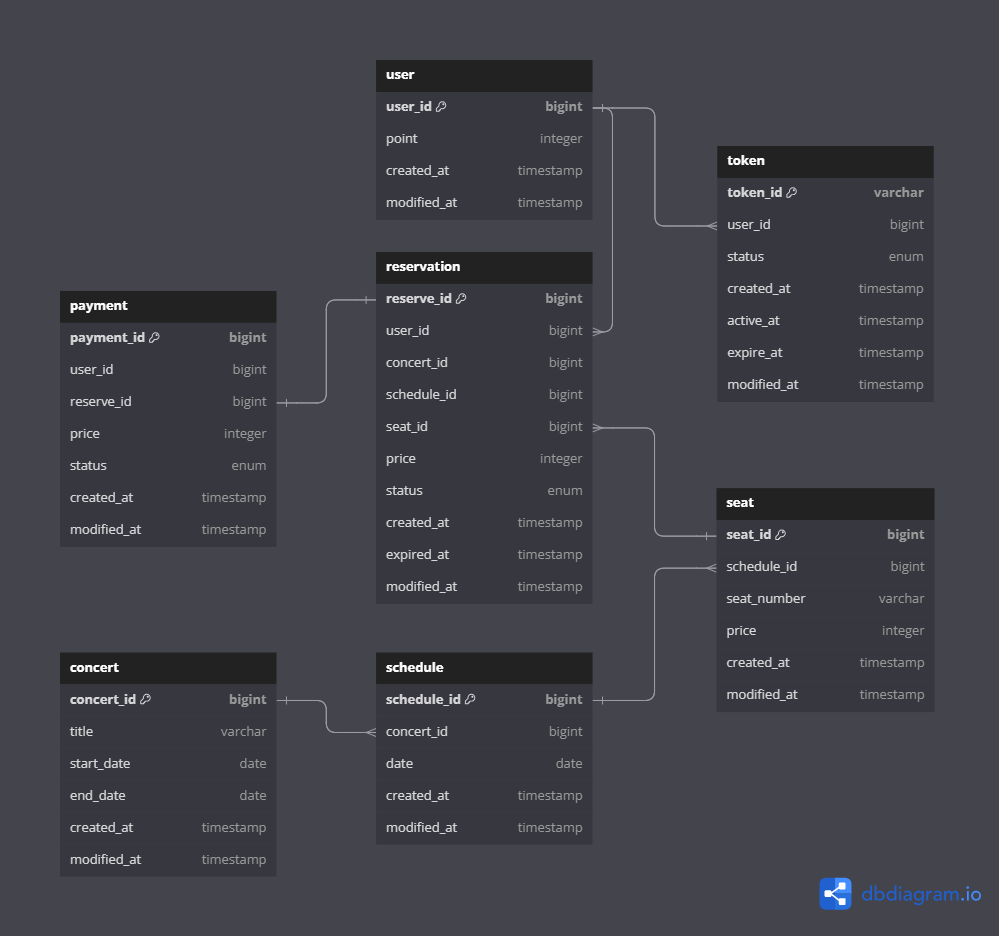 user
user_id bigint
point integer
created_at timestamp
modified_at timestamp
token
token_id varchar
user_id bigint
status enum
created_at timestamp
active_at timestamp
expire_at timestamp
modified_at timestamp
reservation
reserve_id bigint
user_id bigint
concert_id bigint
schedule_id bigint
seat_id bigint
price integer
status enum
created_at timestamp
expired_at timestamp
modified_at timestamp
payment
payment_id bigint
user_id bigint
reserve_id bigint
price integer
status enum
created_at timestamp
modified_at timestamp
seat
seat_id bigint
schedule_id bigint
seat_number varchar
price integer
created_at timestamp
modified_at timestamp
concert
concert_id bigint
title varchar
start_date date
end_date date
created_at timestamp
modified_at timestamp
schedule
schedule_id bigint
concert_id bigint
date date
created_at timestamp
modified_at timestamp
dbdiagram.io